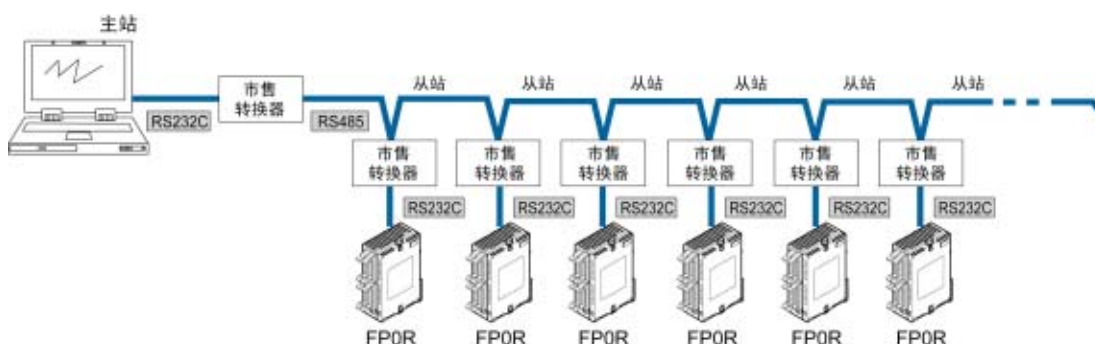 主站
市售
转换器
RS232C
RS485
从站
从站
从站
从站
从站
从站
市售
转换器
市售
转换器
市售
转换器
市售
转换器
市售
转换器
市售
转换器
RS232C
RS232C
RS232C
RS232C
RS232C
RS232C
FP0R
FP0R
FP0R
FP0R
FP0R
FP0R